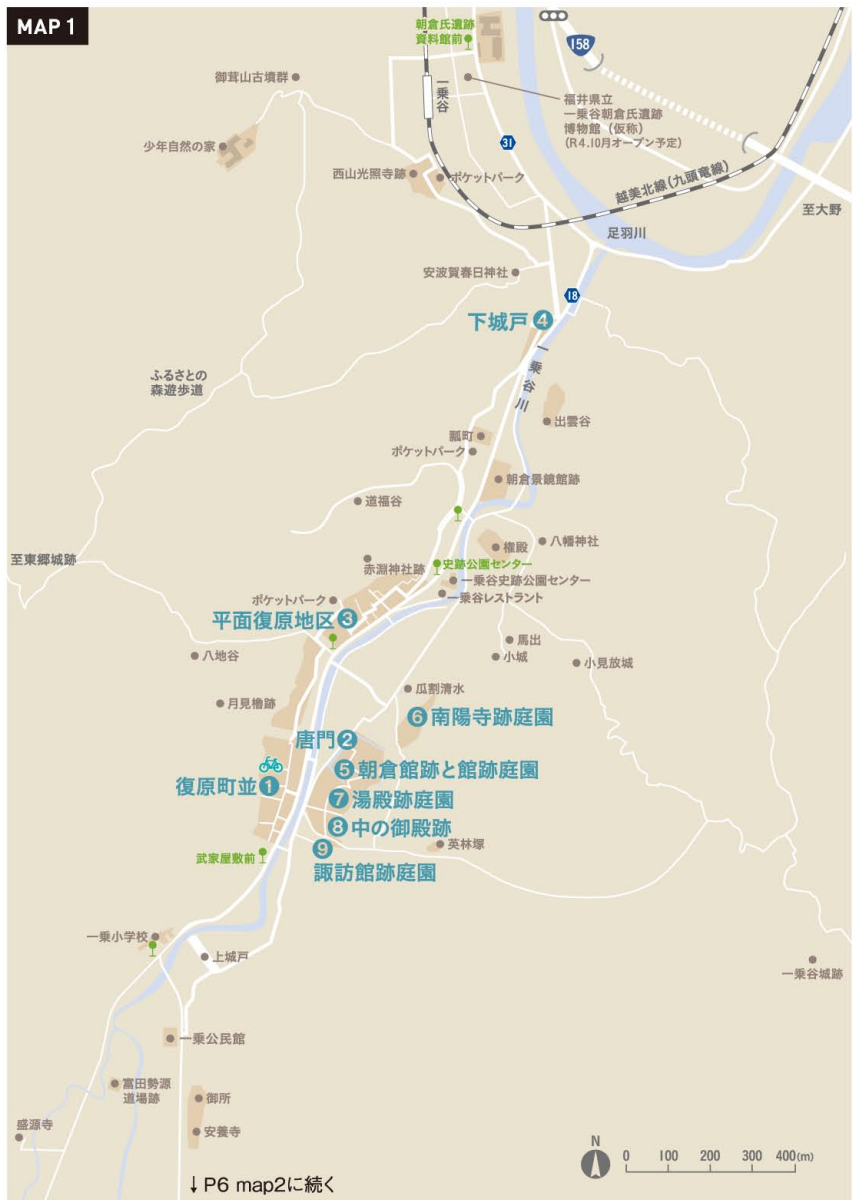 MAP 1
朝倉氏遺跡
資料館前
158
御茸山古墳群
一乗谷
福井県立
一乗谷朝倉氏遺跡
博物館（仮称）
（R4.10月オープン予定）
少年自然の家
31
西山光照寺跡
ポケットパーク
越美北線（九頭竜線）
至大野
足羽川
安波賀春日神社
18
下城戸 4
一乗谷川
ふるさとの
森遊歩道
出雲谷
瓢町
ポケットパーク
朝倉景鏡館跡
道福谷
権殿
八幡神社
至東郷城跡
赤淵神社跡
史跡公園センター
一乗谷史跡公園センター
一乗谷レストラント
ポケットパーク
平面復原地区 3
馬出
小城
小見放城
八地谷
瓜割清水
月見櫓跡
6 南陽寺跡庭園
唐門 2
5 朝倉館跡と館跡庭園
復原町並 1
7 湯殿跡庭園
8 中の御殿跡
英林塚
9
諏訪館跡庭園
武家屋敷前
一乗小学校
上城戸
一乗谷城跡
一乗公民館
富田勢源
道場跡
御所
盛源寺
安養寺
N
0 100 200 300 400(m)
↓ P6 map2に続く